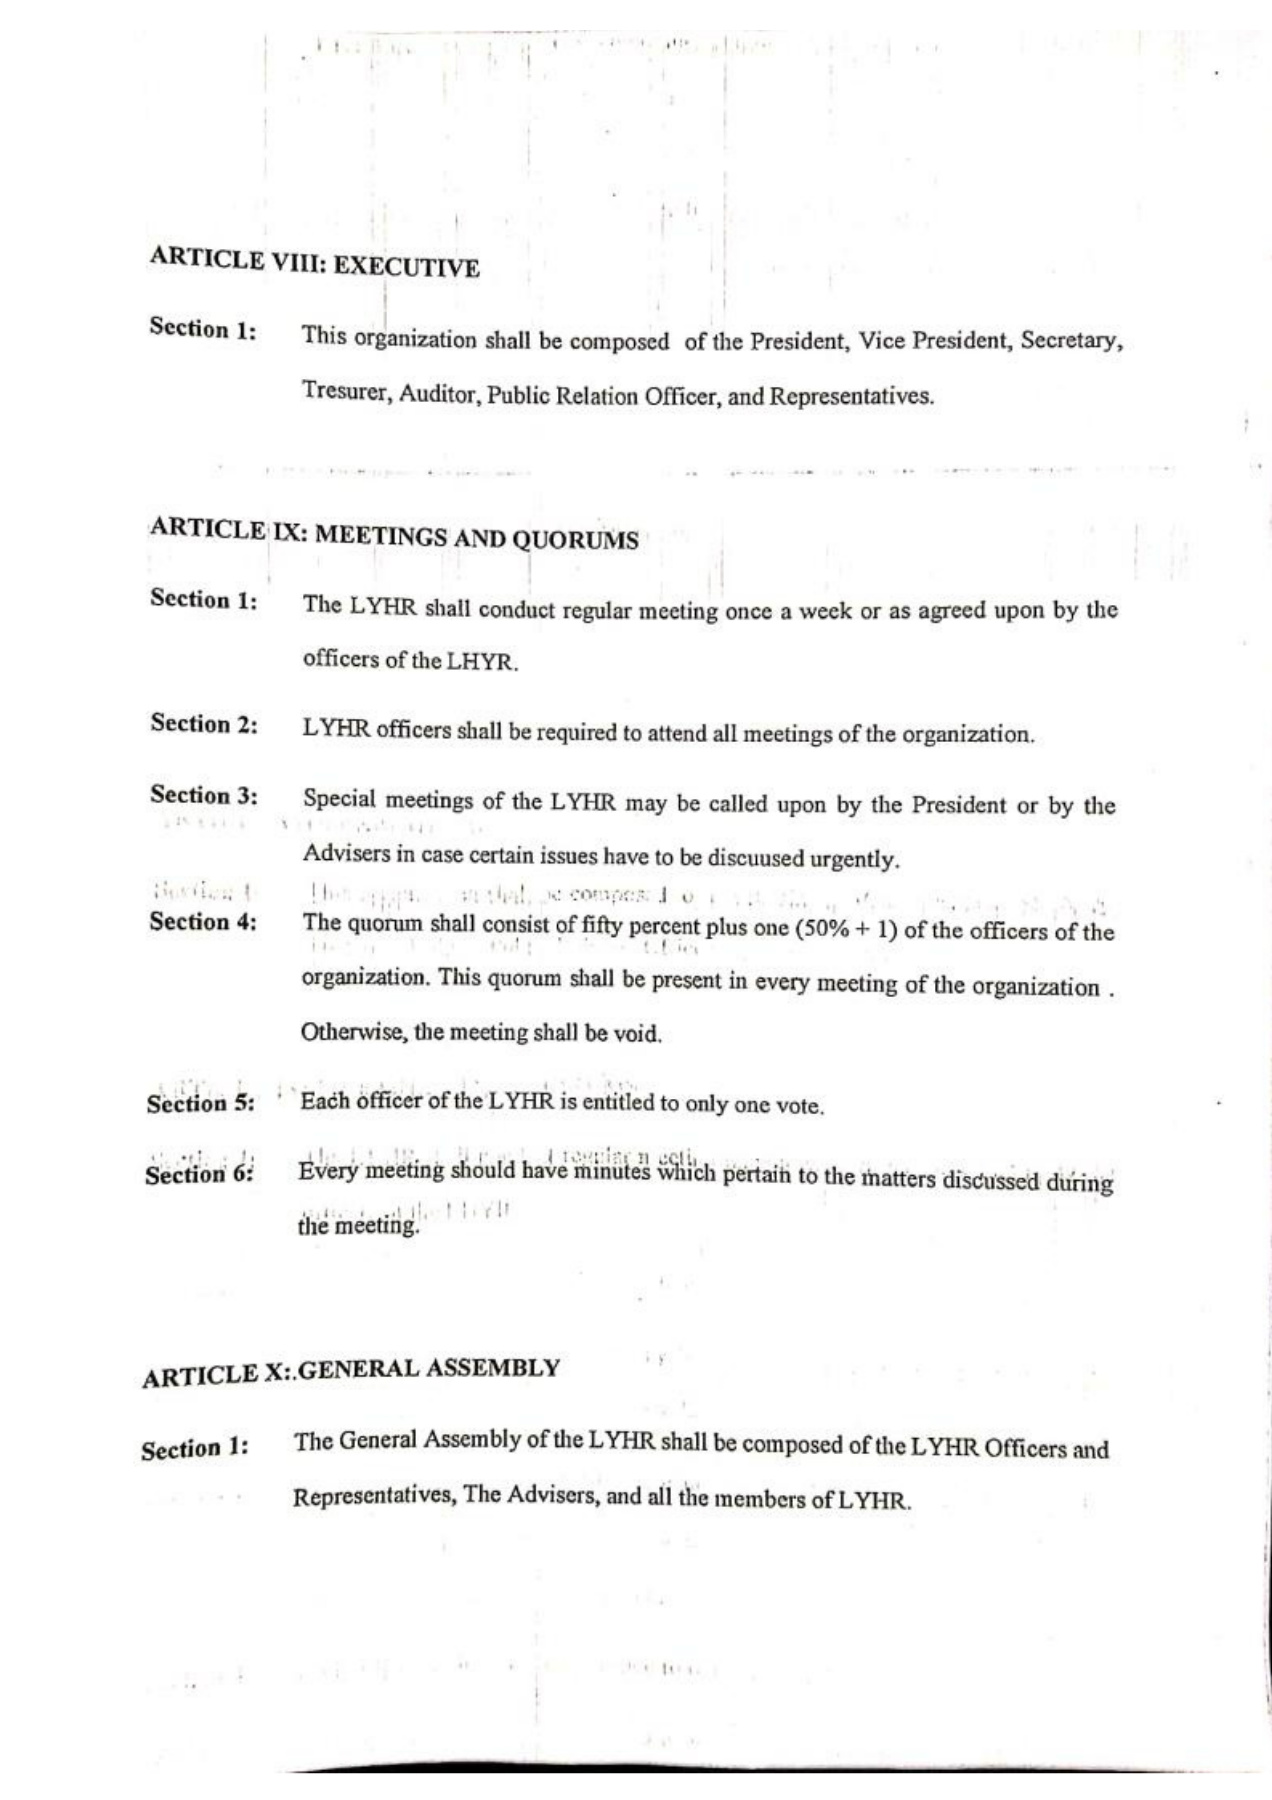 ARTICLE VIII: EXECUTIVE
Section 1: This organization shall be composed of the President, Vice President, Secretary,
Tresurer, Auditor, Public Relation Officer, and Representatives.
ARTICLE IX: MEETINGS AND QUORUMS
Section 1: The LYHR shall conduct regular meeting once a week or as agreed upon by the
officers of the LHYR.
Section 2: LYHR officers shall be required to attend all meetings of the organization.
Section 3: Special meetings of the LYHR may be called upon by the President or by the
Advisers in case certain issues have to be discuused urgently.
Section 4: The quorum shall consist of fifty percent plus one (50% + 1) of the officers of the
organization. This quorum shall be present in every meeting of the organization .
Otherwise, the meeting shall be void.
Section 5: Each officer of the LYHR is entitled to only one vote.
Section 6: Every meeting should have minutes which pertain to the matters discussed during
the meeting.
ARTICLE X:.GENERAL ASSEMBLY
Section 1: The General Assembly of the LYHR shall be composed of the LYHR Officers and
Representatives, The Advisers, and all the members of LYHR.